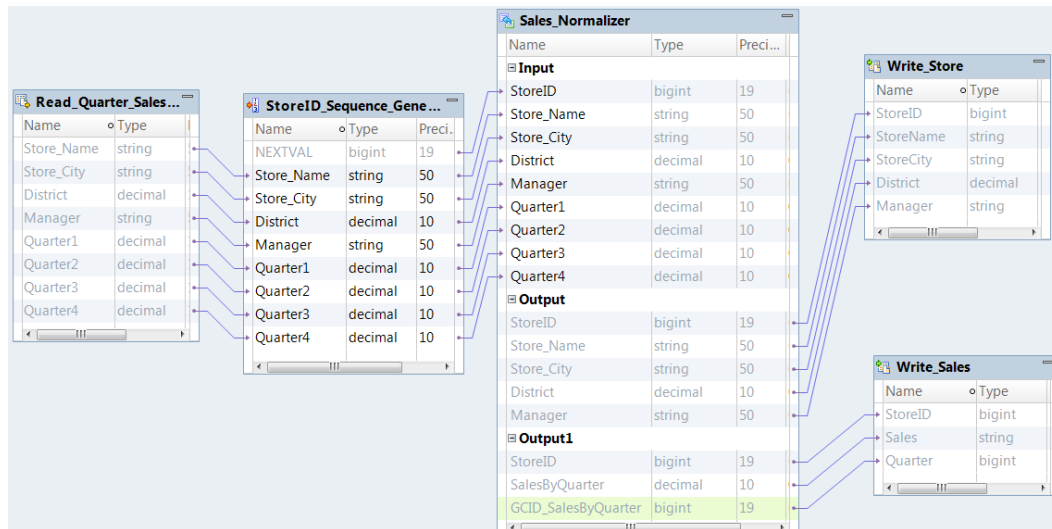 Read_Quarter_Sales...
Name Type
Store_Name string
Store_City string
District decimal
Manager string
Quarter1 decimal
Quarter2 decimal
Quarter3 decimal
Quarter4 decimal
StoreID_Sequence_Gene...
Name Type Preci.
NEXTVAL bigint 19
Store_Name string 50
Store_City string 50
District decimal 10
Manager string 50
Quarter1 decimal 10
Quarter2 decimal 10
Quarter3 decimal 10
Quarter4 decimal 10
Sales_Normalizer
Name Type Preci...
Input
StoreID bigint 19
Store_Name string 50
Store_City string 50
District decimal 10
Manager string 50
Quarter1 decimal 10
Quarter2 decimal 10
Quarter3 decimal 10
Quarter4 decimal 10
Output
StoreID bigint 19
Store_Name string 50
Store_City string 50
District decimal 10
Manager string 50
Output1
StoreID bigint 19
SalesByQuarter decimal 10
GCID_SalesByQuarter bigint 19
Write_Store
Name Type
StoreID bigint
StoreName string
StoreCity string
District decimal
Manager string
Write_Sales
Name Type
StoreID bigint
Sales string
Quarter bigint